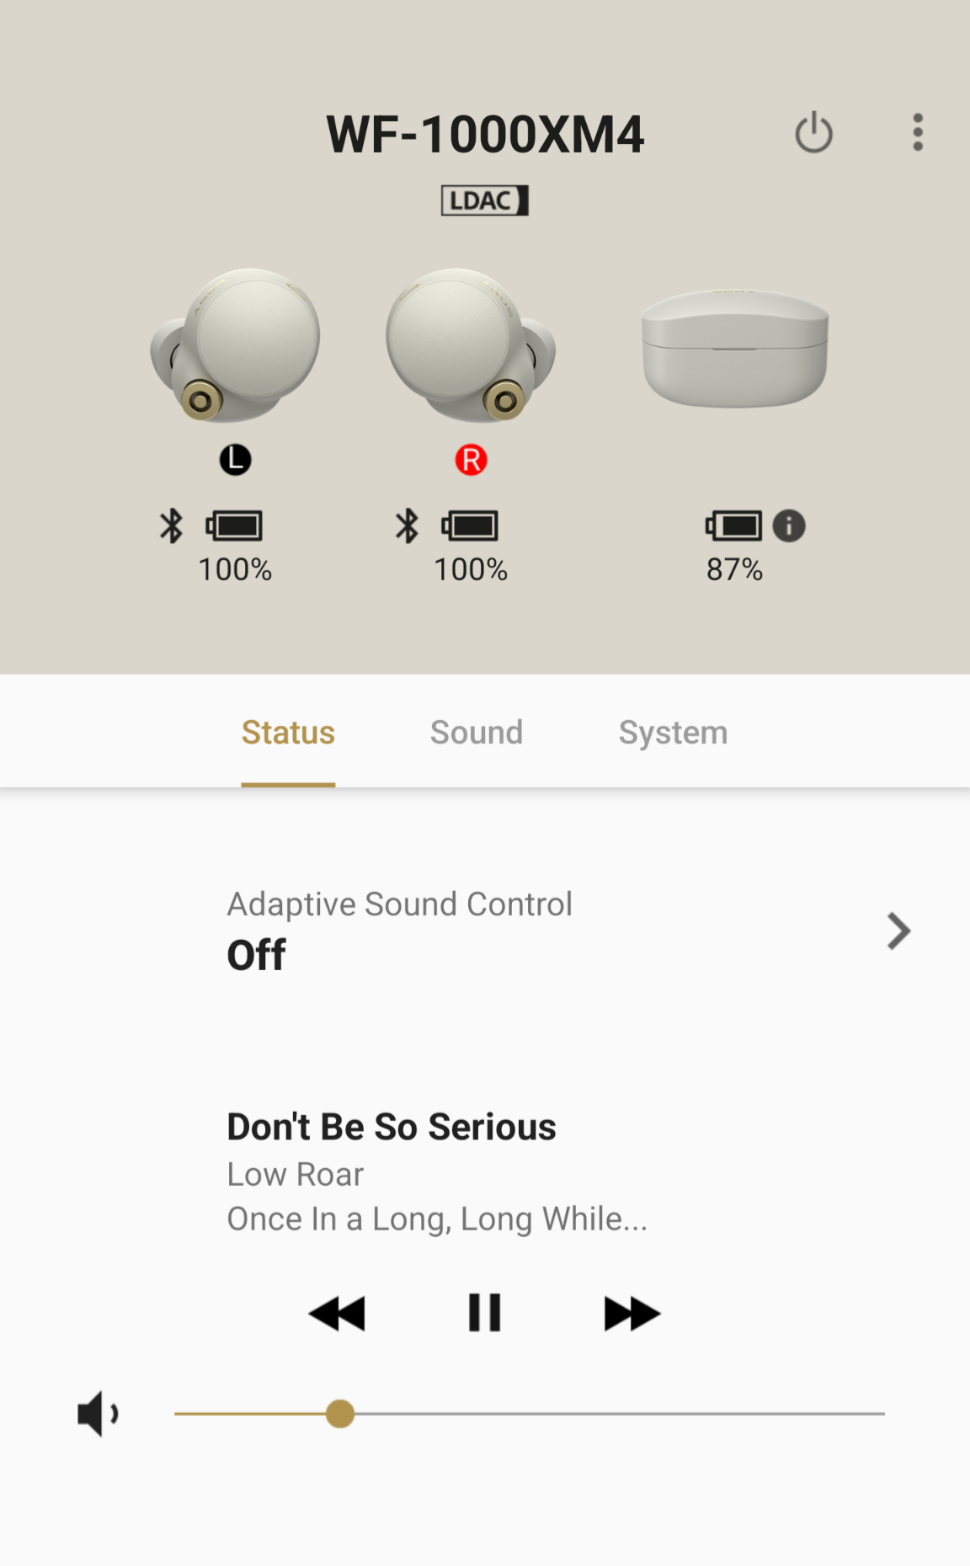 WF-1000XM4
LDAC
L
R
100%
100%
87%
Status
Sound
System
Adaptive Sound Control
Off
Don't Be So Serious
Low Roar
Once In a Long, Long While...